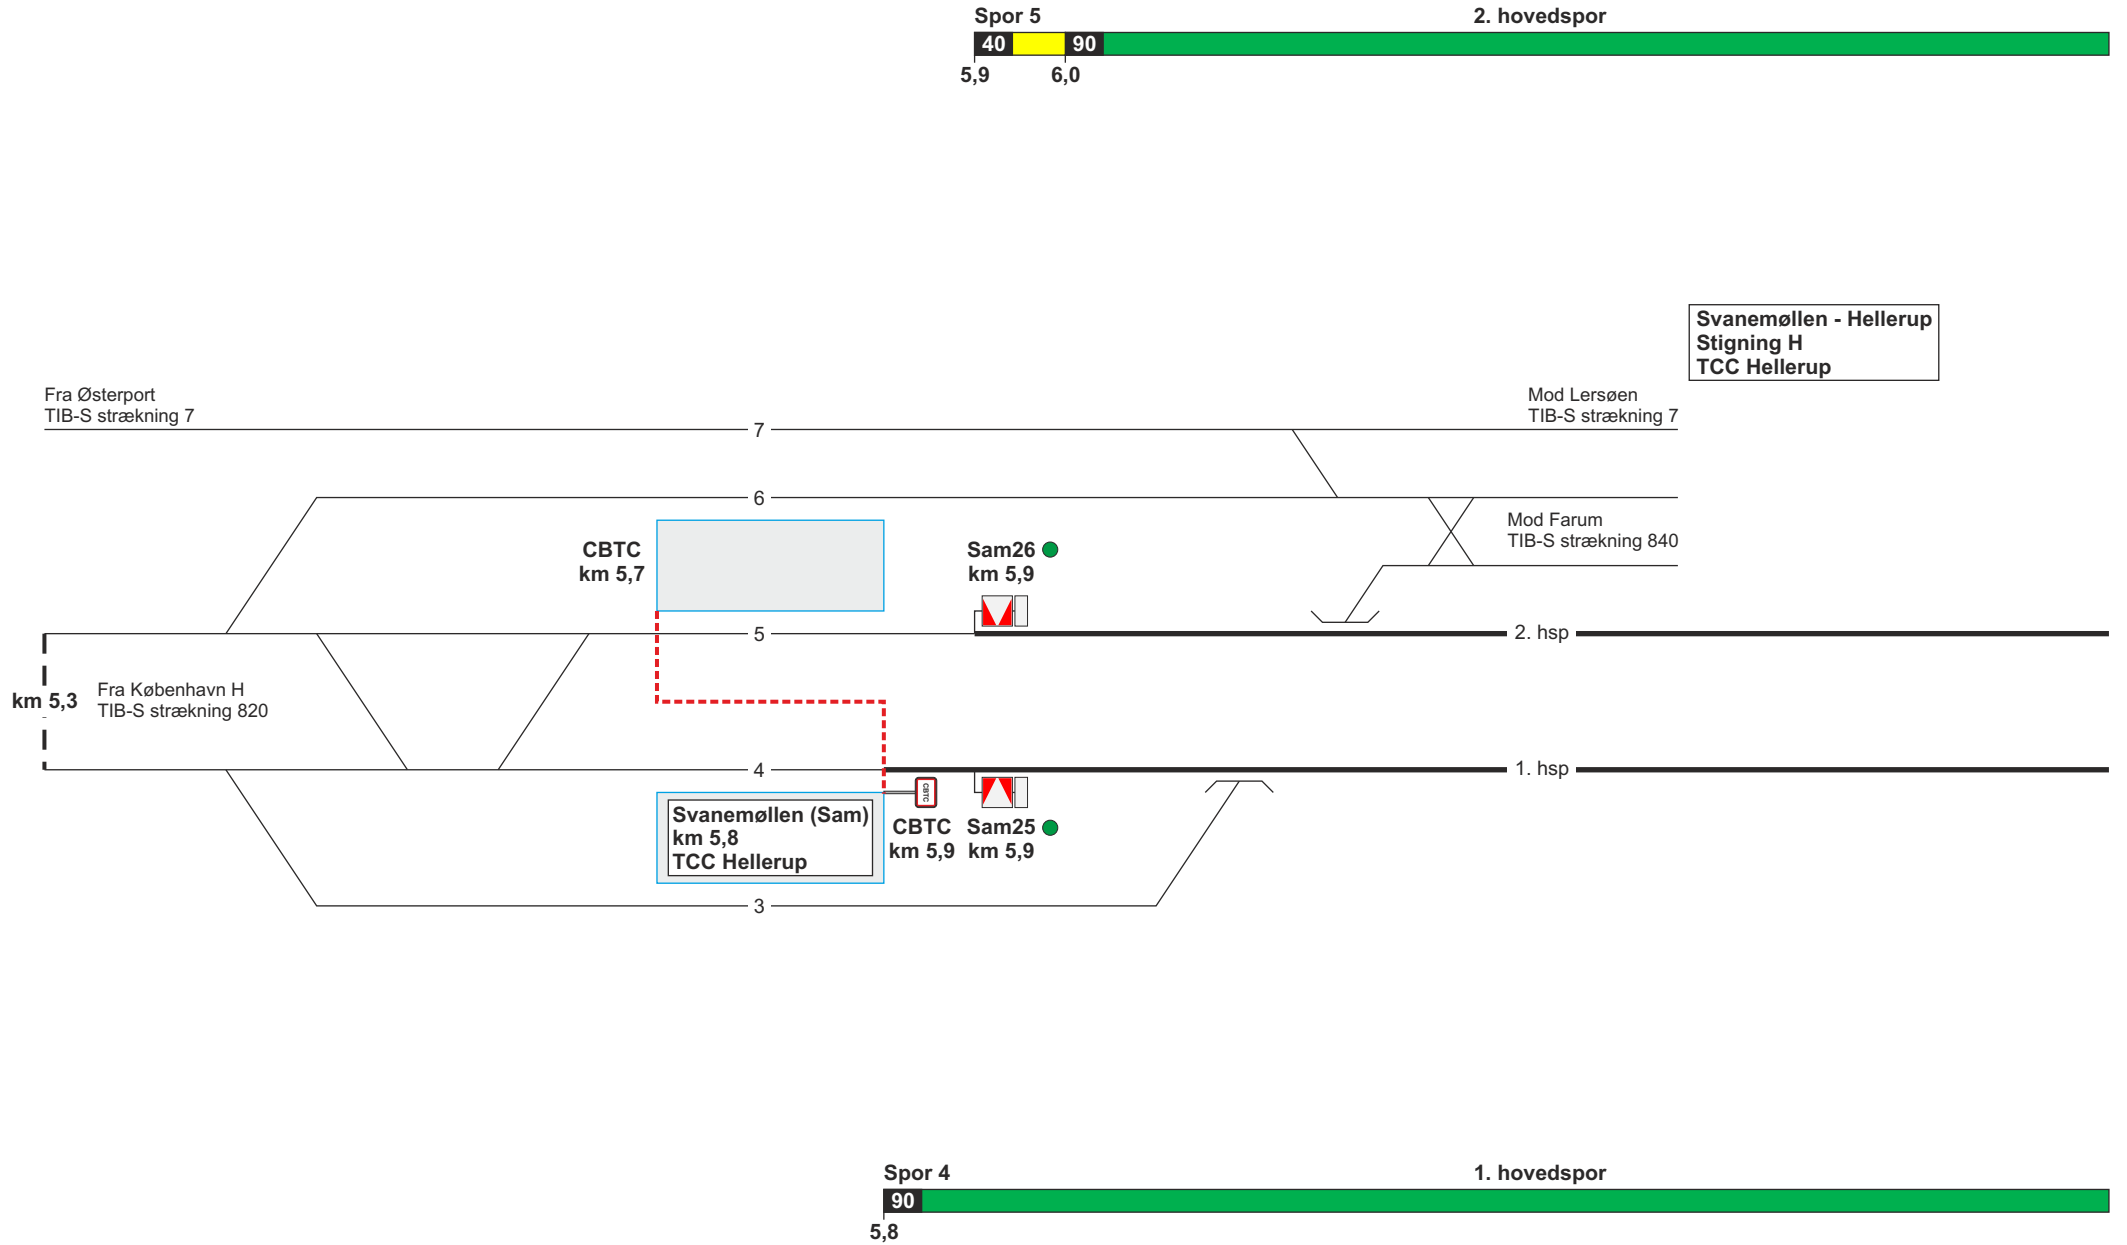 Spor 5 2. hovedspor
40 90
5,9 6,0
Svanemøllen - Hellerup
Stigning H
TCC Hellerup
Fra Østerport
TIB-S strækning 7
Mod Lersøen
TIB-S strækning 7
7
6
Mod Farum
TIB-S strækning 840
CBTC
km 5,7
Sam26
km 5,9
5
2. hsp
km 5,3
Fra København H
TIB-S strækning 820
4
1. hsp
CBTC
Svanemøllen (Sam)
km 5,8
TCC Hellerup
CBTC
km 5,9
Sam25
km 5,9
3
Spor 4 1. hovedspor
90
5,8